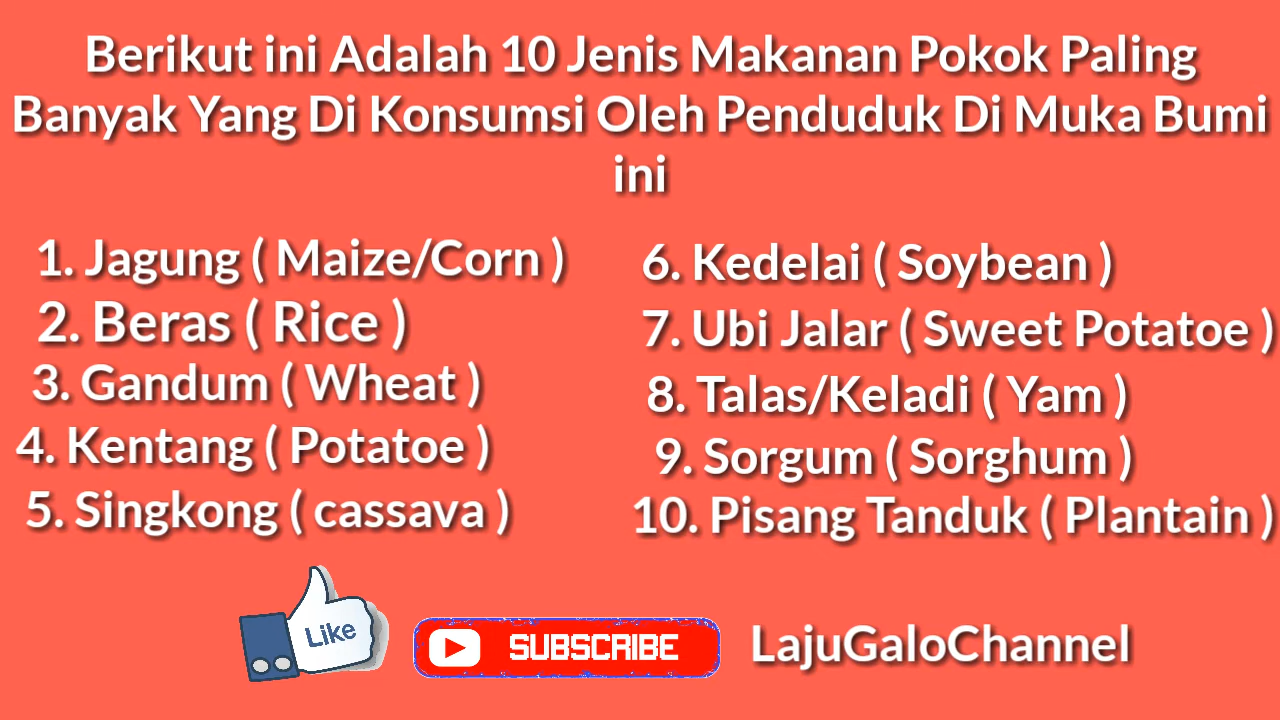 Berikut ini Adalah 10 Jenis Makanan Pokok Paling
Banyak Yang Di Konsumsi Oleh Penduduk Di Muka Bumi
ini
1. Jagung ( Maize/Corn )
2. Beras ( Rice )
3. Gandum ( Wheat )
4. Kentang ( Potatoe )
5. Singkong ( cassava )
6. Kedelai ( Soybean )
7. Ubi Jalar ( Sweet Potatoe )
8. Talas/Keladi ( Yam )
9. Sorgum ( Sorghum )
10. Pisang Tanduk ( Plantain )
Like
SUBSCRIBE
LajuGaloChannel